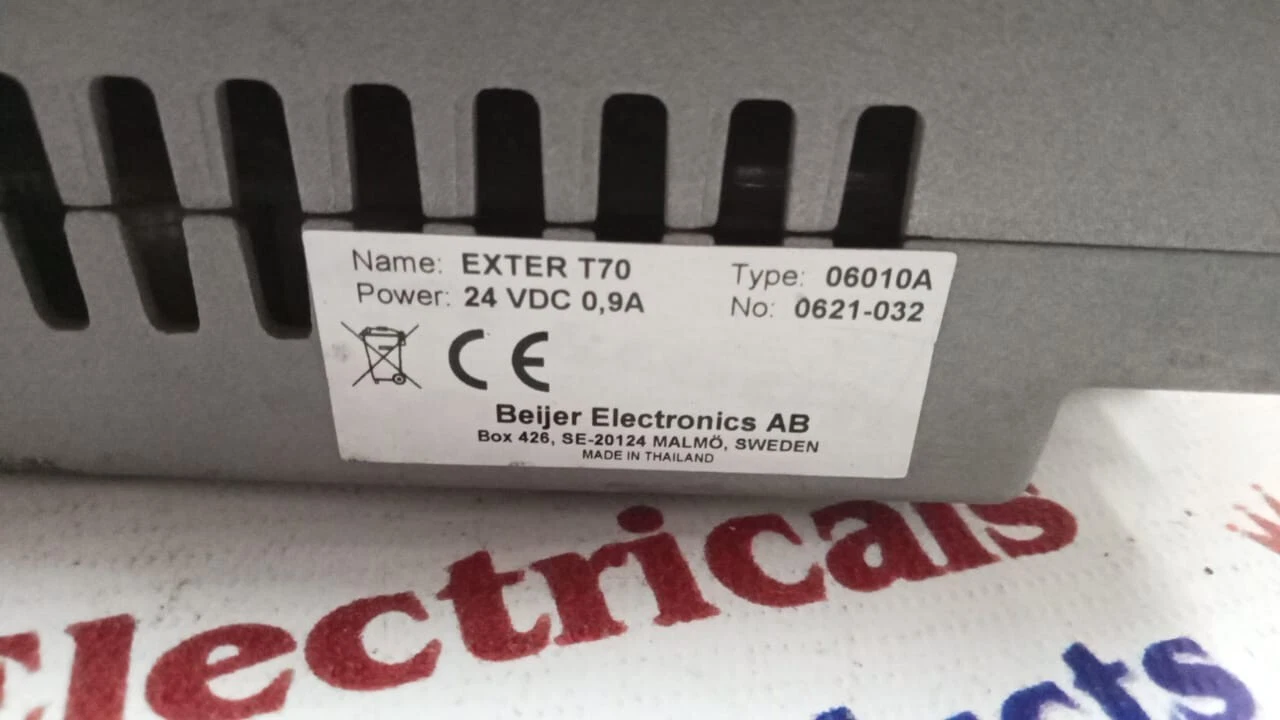 Name: EXTER T70
Power: 24 VDC 0,9A
Type: 06010A
No: 0621-032
CE
Beijer Electronics AB
Box 426, SE-20124 MALMÖ, SWEDEN
MADE IN THAILAND
Electricals